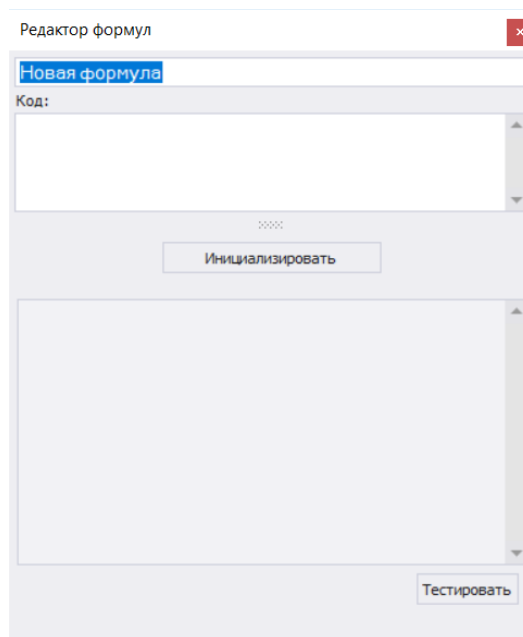 Редактор формул
Новая формула
Код:
Инициализировать
Тестировать